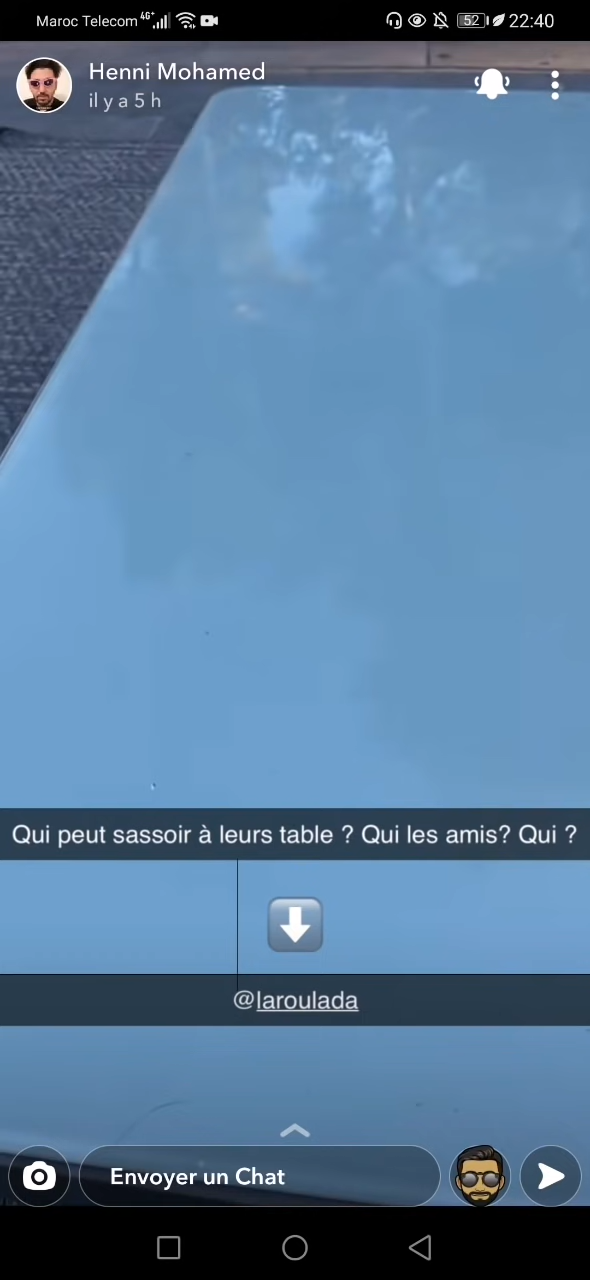 Maroc Telecom 4G+ 52 22:40
Henni Mohamed
il y a 5 h
Qui peut sassoir à leurs table ? Qui les amis? Qui ?
@laroulada
Envoyer un Chat